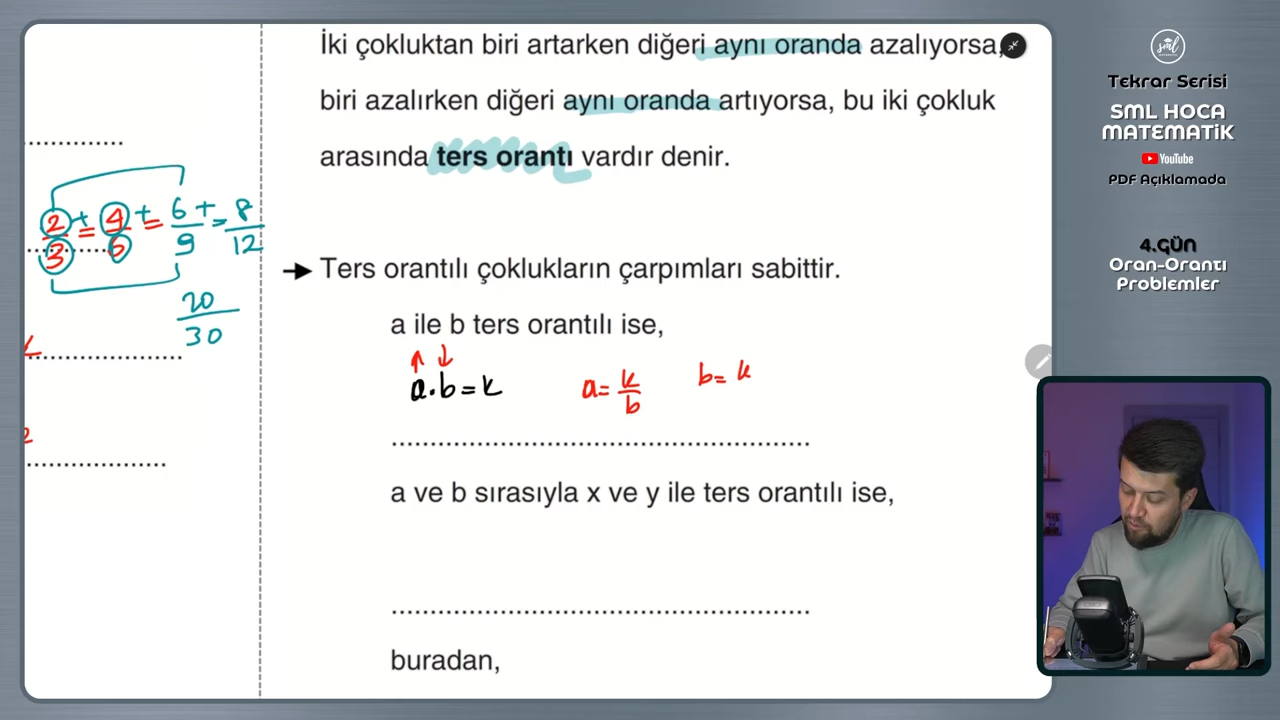 İki çokluktan biri artarken diğeri aynı oranda azalıyorsa,
biri azalırken diğeri aynı oranda artıyorsa, bu iki çokluk
arasında ters orantı vardır denir.
2/3 + = 4/6 + = 6/9 + = 8/12
20/30
Ters orantılı çoklukların çarpımları sabittir.
a ile b ters orantılı ise,
↑ ↓
a·b=k a=k/b b=k
..........................................................
a ve b sırasıyla x ve y ile ters orantılı ise,
..........................................................
buradan,
sml
Tekrar Serisi
SML HOCA
MATEMATİK
YouTube
PDF Açıklamada
4.GÜN
Oran-Orantı
Problemler